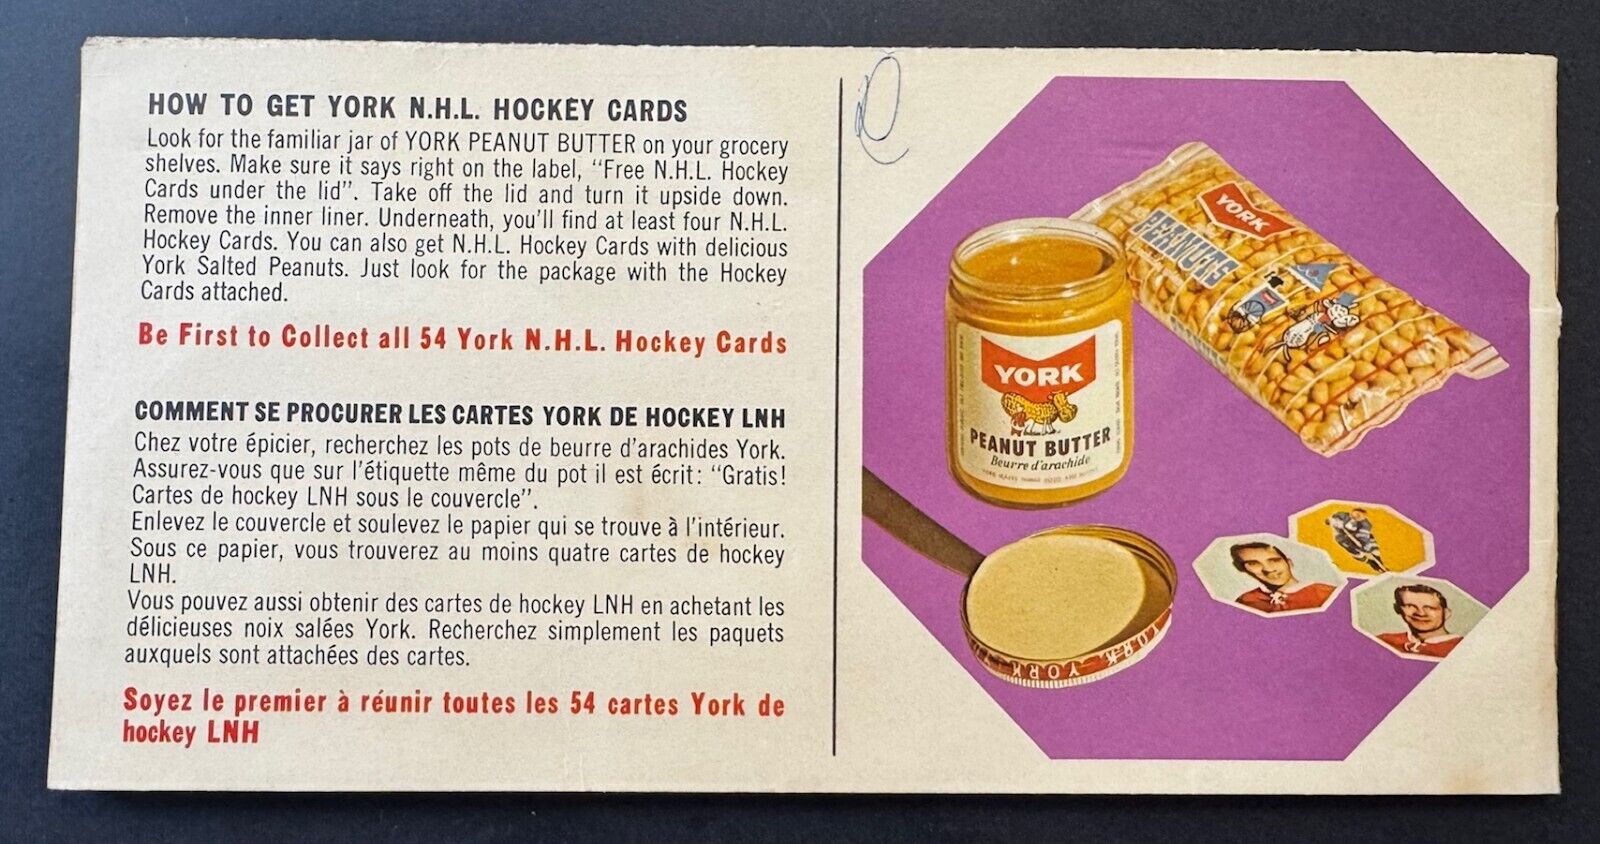 HOW TO GET YORK N.H.L. HOCKEY CARDS
Look for the familiar jar of YORK PEANUT BUTTER on your grocery
shelves. Make sure it says right on the label, "Free N.H.L. Hockey
Cards under the lid". Take off the lid and turn it upside down.
Remove the inner liner. Underneath, you'll find at least four N.H.L.
Hockey Cards. You can also get N.H.L. Hockey Cards with delicious
York Salted Peanuts. Just look for the package with the Hockey
Cards attached.
Be First to Collect all 54 York N.H.L. Hockey Cards
COMMENT SE PROCURER LES CARTES YORK DE HOCKEY LNH
Chez votre épicier, recherchez les pots de beurre d'arachides York.
Assurez-vous que sur l'étiquette même du pot il est écrit: "Gratis!
Cartes de hockey LNH sous le couvercle".
Enlevez le couvercle et soulevez le papier qui se trouve à l'intérieur.
Sous ce papier, vous trouverez au moins quatre cartes de hockey
LNH.
Vous pouvez aussi obtenir des cartes de hockey LNH en achetant les
délicieuses noix salées York. Recherchez simplement les paquets
auxquels sont attachées des cartes.
Soyez le premier à réunir toutes les 54 cartes York de
hockey LNH
YORK
PEANUTS
YORK
PEANUT BUTTER
Beurre d'arachide
YORK YORK